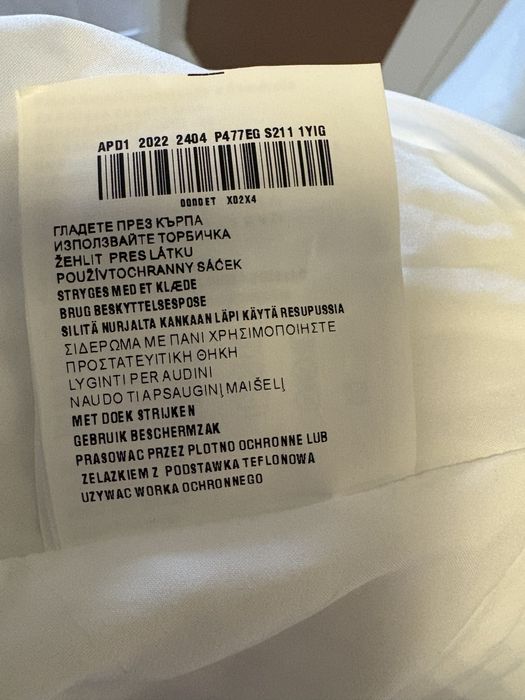 APD1 2022 2404 P477EG S211 1YIG
000DET X02X4
ГЛАДЕТЕ ПРЕЗ КЪРПА
ИЗПОЛЗВАЙТЕ ТОРБИЧКА
ŽEHLIT PRES LÁTKU
POUŽÍVTOCHRANNY SÁČEK
STRYGES MED ET KLÆDE
BRUG BESKYTTELSESPOSE
SILITÄ NURJALTA KANKAAN LÄPI KÄYTÄ RESUPUSSIA
ΣΙΔΕΡΩΜΑ ΜΕ ΠΑΝΙ ΧΡΗΣΙΜΟΠΟΙΗΣΤΕ
ΠΡΟΣΤΑΤΕΥΙΤΙΚΗ ΘΗΚΗ
LYGINTI PER AUDINI
NAUDO TI APSAUGINĮ MAIŠELĮ
MET DOEK STRIJKEN
GEBRUIK BESCHERMZAK
PRASOWAC PRZEZ PLOTNO OCHRONNE LUB
ZELAZKIEM Z PODSTAWKA TEFLONOWA
UZYWAC WORKA OCHRONNEGO